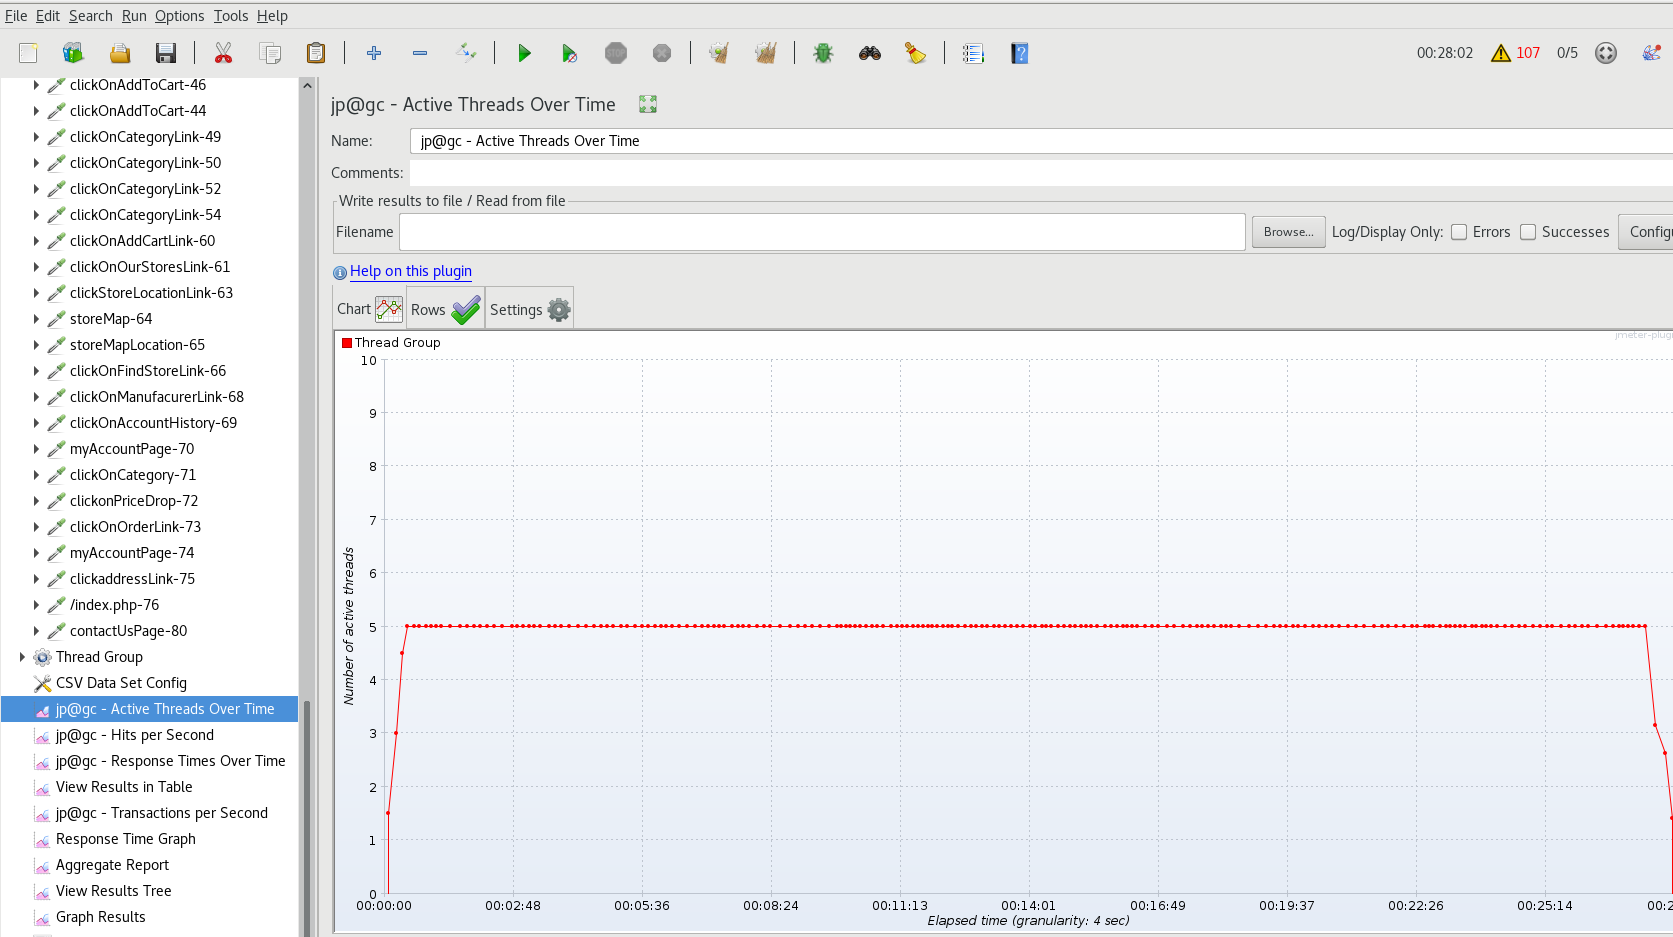 File Edit Search Run Options Tools Help
00:28:02 107 0/5
clickOnAddToCart-46
clickOnAddToCart-44
clickOnCategoryLink-49
clickOnCategoryLink-50
clickOnCategoryLink-52
clickOnCategoryLink-54
clickOnAddCartLink-60
clickOnOurStoresLink-61
clickStoreLocationLink-63
storeMap-64
storeMapLocation-65
clickOnFindStoreLink-66
clickOnManufacurerLink-68
clickOnAccountHistory-69
myAccountPage-70
clickOnCategory-71
clickonPriceDrop-72
clickOnOrderLink-73
myAccountPage-74
clickaddressLink-75
/index.php-76
contactUsPage-80
Thread Group
CSV Data Set Config
jp@gc - Active Threads Over Time
jp@gc - Hits per Second
jp@gc - Response Times Over Time
View Results in Table
jp@gc - Transactions per Second
Response Time Graph
Aggregate Report
View Results Tree
Graph Results
jp@gc - Active Threads Over Time
Name: jp@gc - Active Threads Over Time
Comments:
Write results to file / Read from file
Filename Browse... Log/Display Only: Errors Successes Configu
Help on this plugin
Chart Rows Settings
jmeter-plug
Thread Group
10
9
8
7
6
5
4
3
2
1
0
Number of active threads
00:00:00 00:02:48 00:05:36 00:08:24 00:11:13 00:14:01 00:16:49 00:19:37 00:22:26 00:25:14 00:2
Elapsed time (granularity: 4 sec)